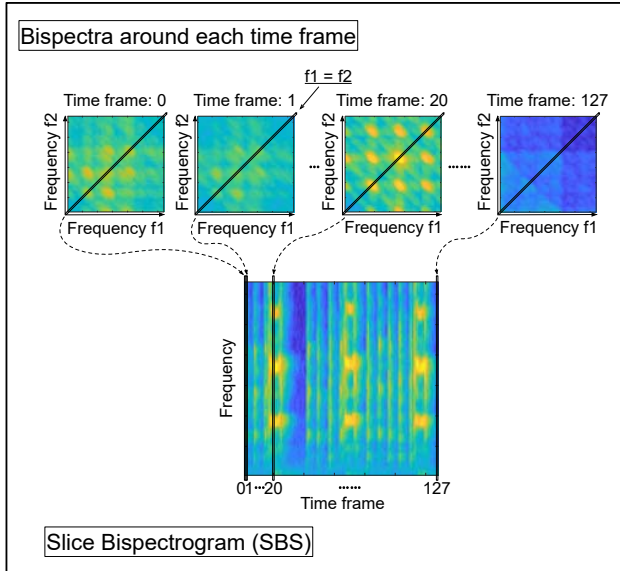 Bispectra around each time frame
f1 = f2
Time frame: 0
Time frame: 1
Time frame: 20
Time frame: 127
Frequency f2
Frequency f2
Frequency f2
Frequency f2
...
......
Frequency f1
Frequency f1
Frequency f1
Frequency f1
Frequency
01...20
......
127
Time frame
Slice Bispectrogram (SBS)